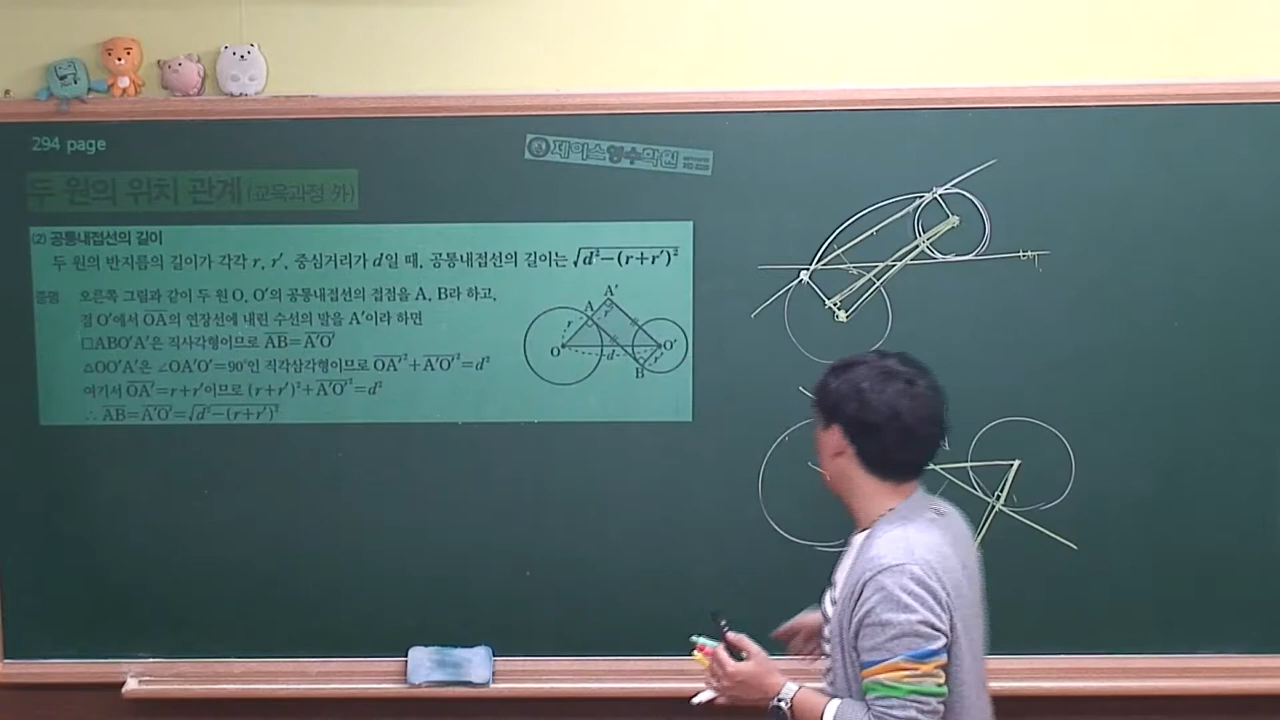 294 page
제이스영수학원
두 원의 위치 관계(교육과정 外)
(2) 공통내접선의 길이
두 원의 반지름의 길이가 각각 r, r′, 중심거리가 d일 때, 공통내접선의 길이는 √d²−(r+r′)²
증명 오른쪽 그림과 같이 두 원 O, O′의 공통내접선의 접점을 A, B라 하고,
점 O′에서 OA의 연장선에 내린 수선의 발을 A′이라 하면
□ABO′A′은 직사각형이므로 AB=A′O′
△OO′A′은 ∠OA′O′=90°인 직각삼각형이므로 OA′²+A′O′²=d²
여기서 OA′=r+r′이므로 (r+r′)²+A′O′²=d²
∴ AB=A′O′=√d²−(r+r′)²
A′
A
r
r′
O
d
O′
r′
B